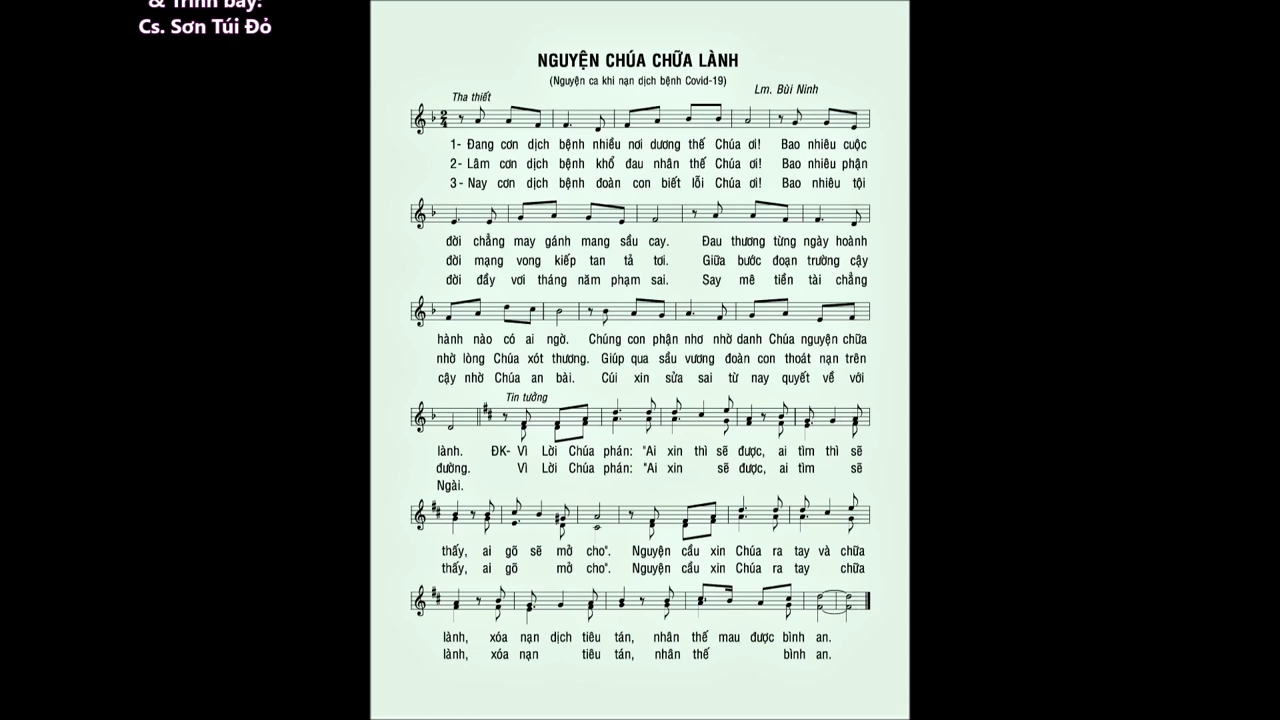 & Trình bày:
Cs. Sơn Túi Đỏ
NGUYỆN CHÚA CHỮA LÀNH
(Nguyện ca khi nạn dịch bệnh Covid-19)
Lm. Bùi Ninh
Tha thiết
1- Đang cơn dịch bệnh nhiều nơi dương thế Chúa ơi! Bao nhiêu cuộc
2- Lâm cơn dịch bệnh khổ đau nhân thế Chúa ơi! Bao nhiêu phận
3- Nay cơn dịch bệnh đoàn con biết lỗi Chúa ơi! Bao nhiêu tội
đời chẳng may gánh mang sầu cay. Đau thương từng ngày hoành
đời mạng vong kiếp tan tả tơi. Giữa bước đoạn trường cậy
đời đầy vơi tháng năm phạm sai. Say mê tiền tài chẳng
hành nào có ai ngờ. Chúng con phận nhơ nhờ danh Chúa nguyện chữa
nhờ lòng Chúa xót thương. Giúp qua sầu vương đoàn con thoát nạn trên
cậy nhờ Chúa an bài. Cúi xin sửa sai từ nay quyết về với
Tin tưởng
lành. ĐK- Vì Lời Chúa phán: "Ai xin thì sẽ được, ai tìm thì sẽ
đường. Vì Lời Chúa phán: "Ai xin sẽ được, ai tìm sẽ
Ngài.
thấy, ai gõ sẽ mở cho". Nguyện cầu xin Chúa ra tay và chữa
thấy, ai gõ mở cho". Nguyện cầu xin Chúa ra tay chữa
lành, xóa nạn dịch tiêu tán, nhân thế mau được bình an.
lành, xóa nạn tiêu tán, nhân thế bình an.